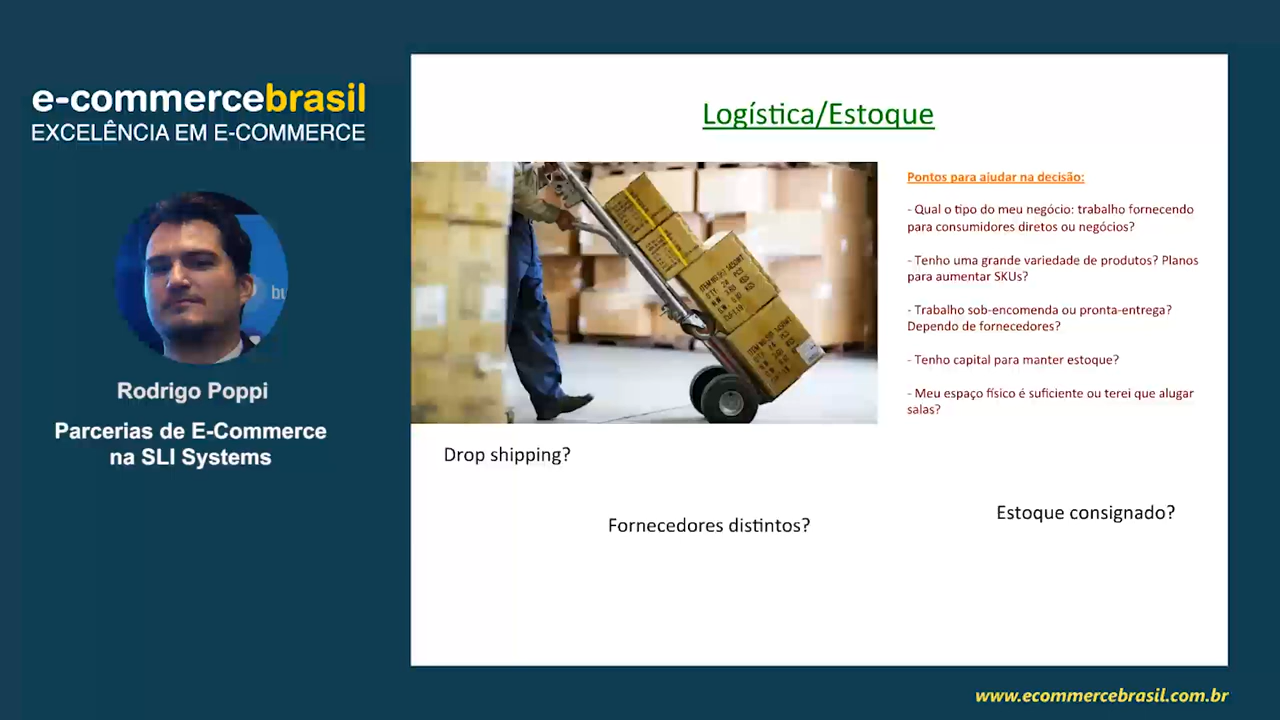 e-commercebrasil
EXCELÊNCIA EM E-COMMERCE
Rodrigo Poppi
Parcerias de E-Commerce
na SLI Systems
Logística/Estoque
Pontos para ajudar na decisão:
- Qual o tipo do meu negócio: trabalho fornecendo
para consumidores diretos ou negócios?
- Tenho uma grande variedade de produtos? Planos
para aumentar SKUs?
- Trabalho sob-encomenda ou pronta-entrega?
Dependo de fornecedores?
- Tenho capital para manter estoque?
- Meu espaço físico é suficiente ou terei que alugar
salas?
Drop shipping?
Fornecedores distintos?
Estoque consignado?
www.ecommercebrasil.com.br